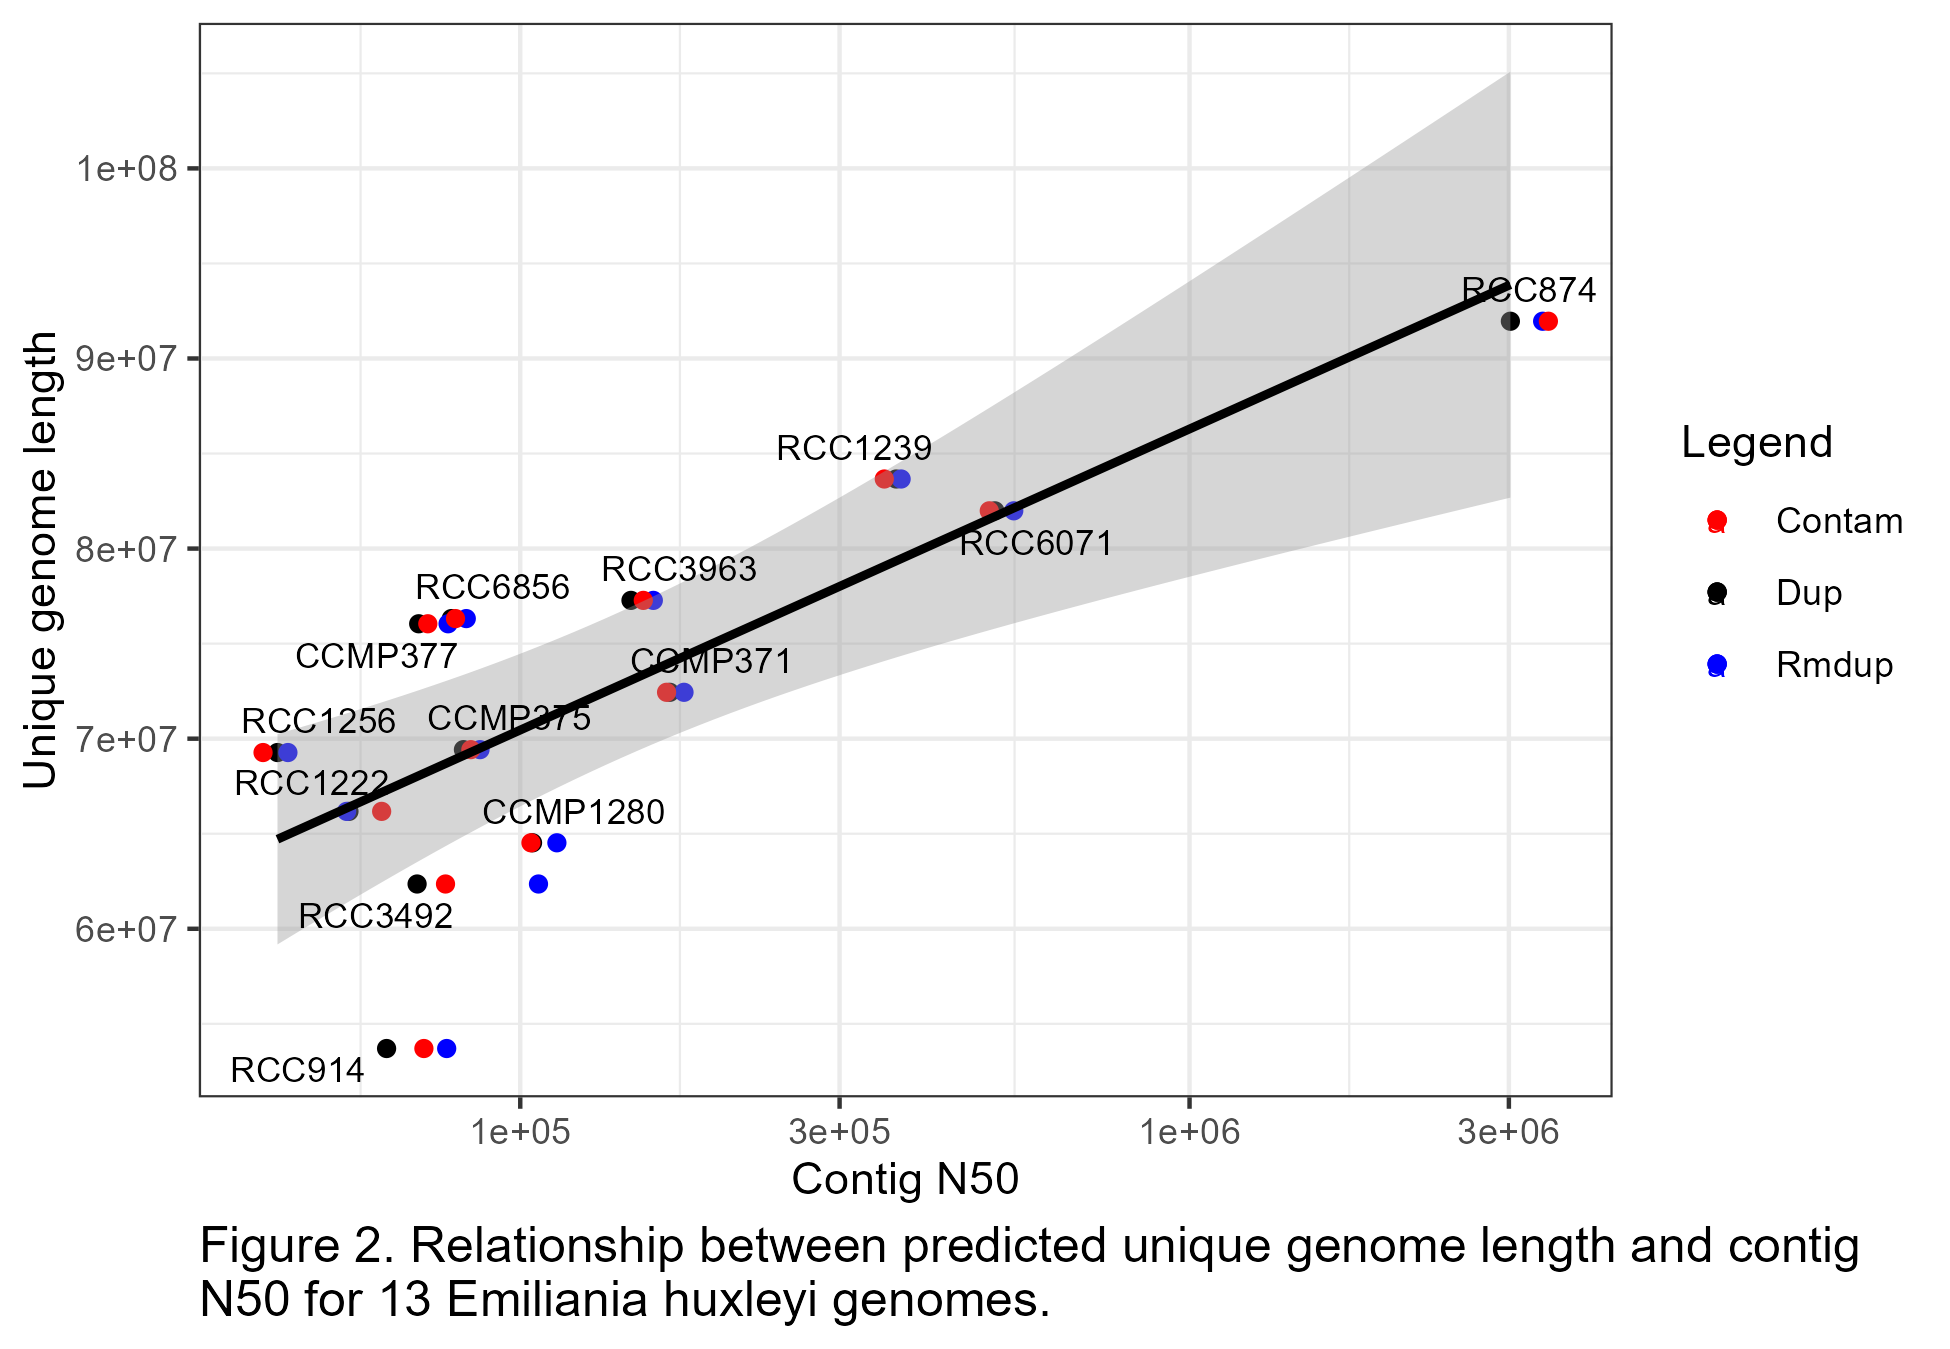 1e+08
9e+07
8e+07
7e+07
6e+07
Unique genome length
RCC874
RCC1239
RCC6071
RCC3963
RCC6856
CCMP377
CCMP371
RCC1256
CCMP375
RCC1222
CCMP1280
RCC3492
RCC914
1e+05
3e+05
1e+06
3e+06
Contig N50
Legend
a Contam
a Dup
a Rmdup
Figure 2. Relationship between predicted unique genome length and contig
N50 for 13 Emiliania huxleyi genomes.